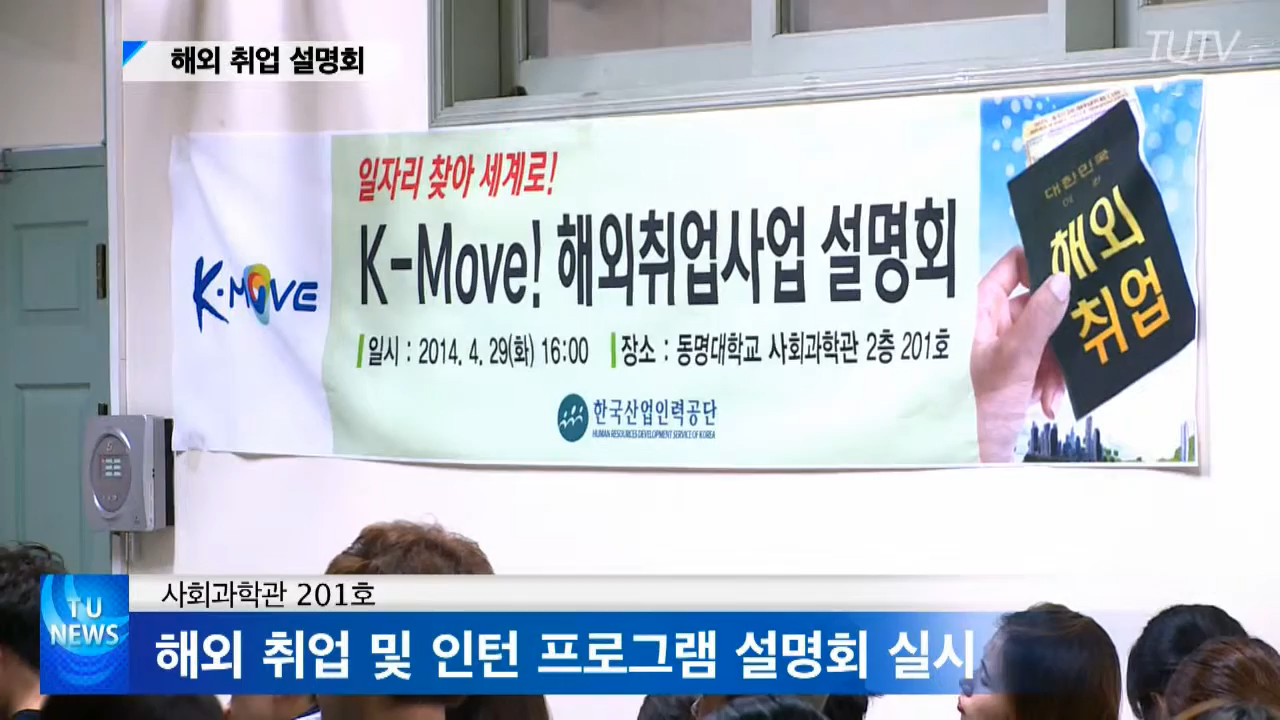 해외 취업 설명회
TUTV
일자리 찾아 세계로!
K-Move! 해외취업사업 설명회
K-MOVE
일시 : 2014. 4. 29(화) 16:00
장소 : 동명대학교 사회과학관 2층 201호
한국산업인력공단
HUMAN RESOURCES DEVELOPMENT SERVICE OF KOREA
대한민국
해외
취업
사회과학관 201호
TU
NEWS
해외 취업 및 인턴 프로그램 설명회 실시